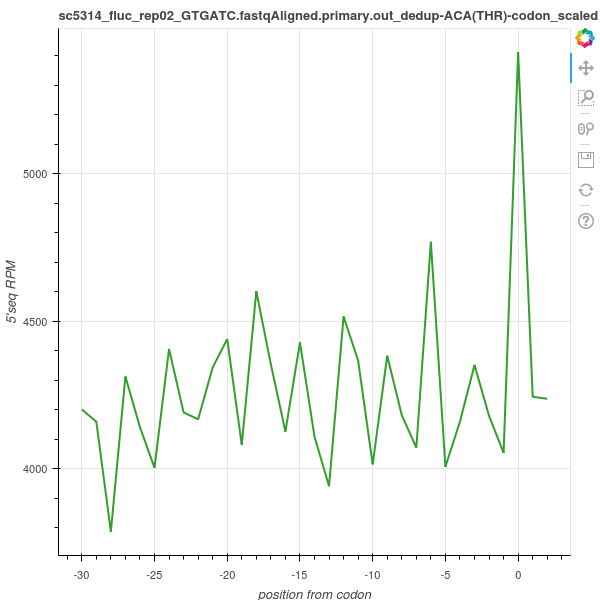 sc5314_fluc_rep02_GTGATC.fastqAligned.primary.out_dedup-ACA(THR)-codon_scaled
5'seq RPM
5000
4500
4000
-30 -25 -20 -15 -10 -5 0
position from codon